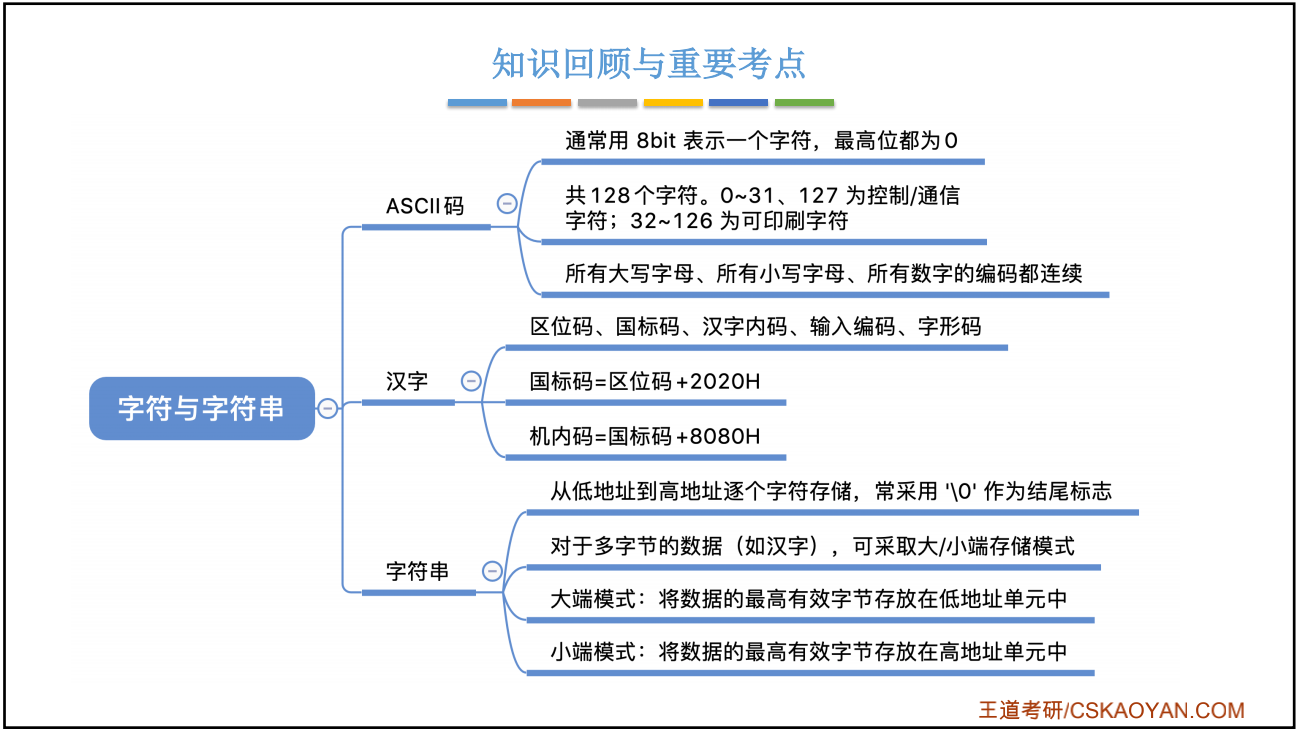 知识回顾与重要考点
通常用 8bit 表示一个字符，最高位都为0
ASCII码
共128个字符。0~31、127 为控制/通信
字符；32~126 为可印刷字符
所有大写字母、所有小写字母、所有数字的编码都连续
区位码、国标码、汉字内码、输入编码、字形码
汉字
国标码=区位码+2020H
字符与字符串
机内码=国标码+8080H
从低地址到高地址逐个字符存储，常采用 '\0' 作为结尾标志
对于多字节的数据（如汉字），可采取大/小端存储模式
字符串
大端模式：将数据的最高有效字节存放在低地址单元中
小端模式：将数据的最高有效字节存放在高地址单元中
王道考研/CSKAOYAN.COM